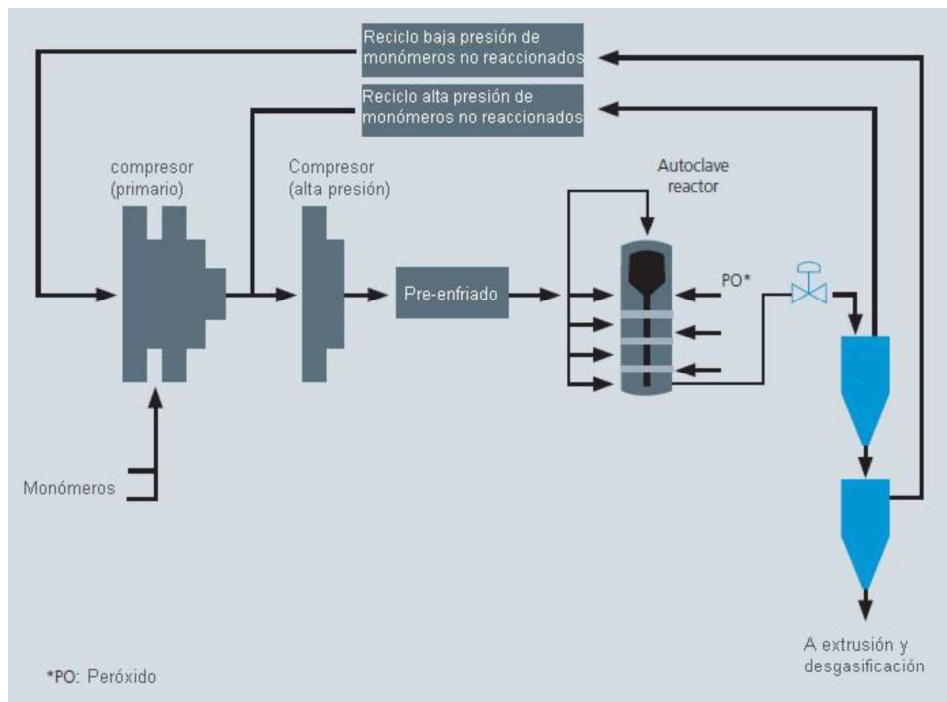 Reciclo baja presión de
monómeros no reaccionados
Reciclo alta presión de
monómeros no reaccionados
compresor
(primario)
Compresor
(alta presión)
Autoclave
reactor
Pre-enfriado
PO*
Monómeros
A extrusión y
desgasificación
*PO: Peróxido